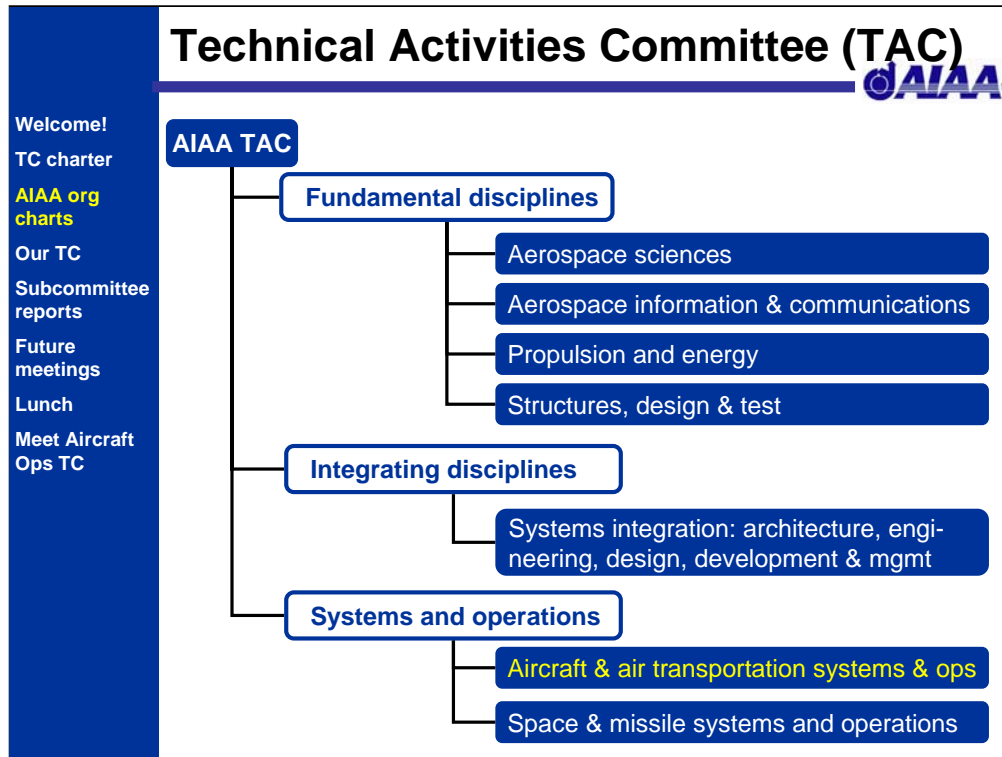 Technical Activities Committee (TAC)
AIAA
Welcome!
TC charter
AIAA org
charts
Our TC
Subcommittee
reports
Future
meetings
Lunch
Meet Aircraft
Ops TC
AIAA TAC
Fundamental disciplines
Aerospace sciences
Aerospace information & communications
Propulsion and energy
Structures, design & test
Integrating disciplines
Systems integration: architecture, engi-
neering, design, development & mgmt
Systems and operations
Aircraft & air transportation systems & ops
Space & missile systems and operations